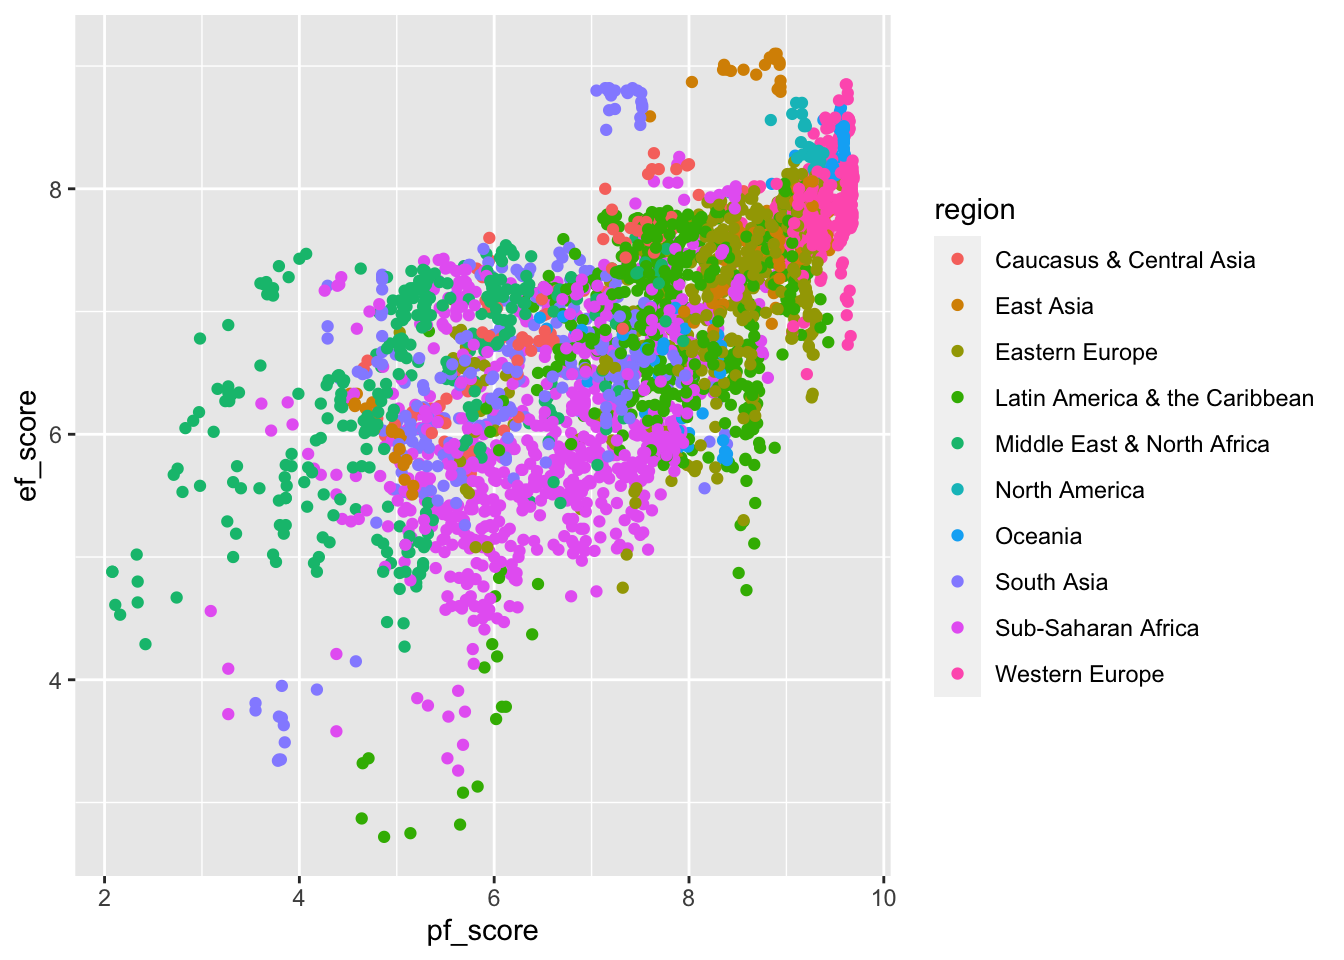 8
6
4
ef_score
2
4
6
8
10
pf_score
region
Caucasus & Central Asia
East Asia
Eastern Europe
Latin America & the Caribbean
Middle East & North Africa
North America
Oceania
South Asia
Sub-Saharan Africa
Western Europe